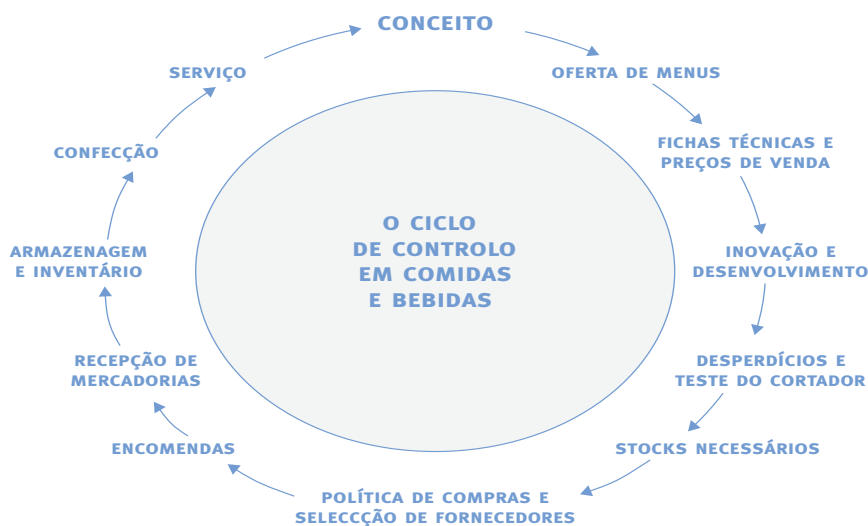 CONCEITO
OFERTA DE MENUS
FICHAS TÉCNICAS E
PREÇOS DE VENDA
INOVAÇÃO E
DESENVOLVIMENTO
DESPERDÍCIOS E
TESTE DO CORTADOR
STOCKS NECESSÁRIOS
POLÍTICA DE COMPRAS E
SELECCÇÃO DE FORNECEDORES
ENCOMENDAS
RECEPÇÃO DE
MERCADORIAS
ARMAZENAGEM
E INVENTÁRIO
CONFECÇÃO
SERVIÇO
O CICLO
DE CONTROLO
EM COMIDAS
E BEBIDAS